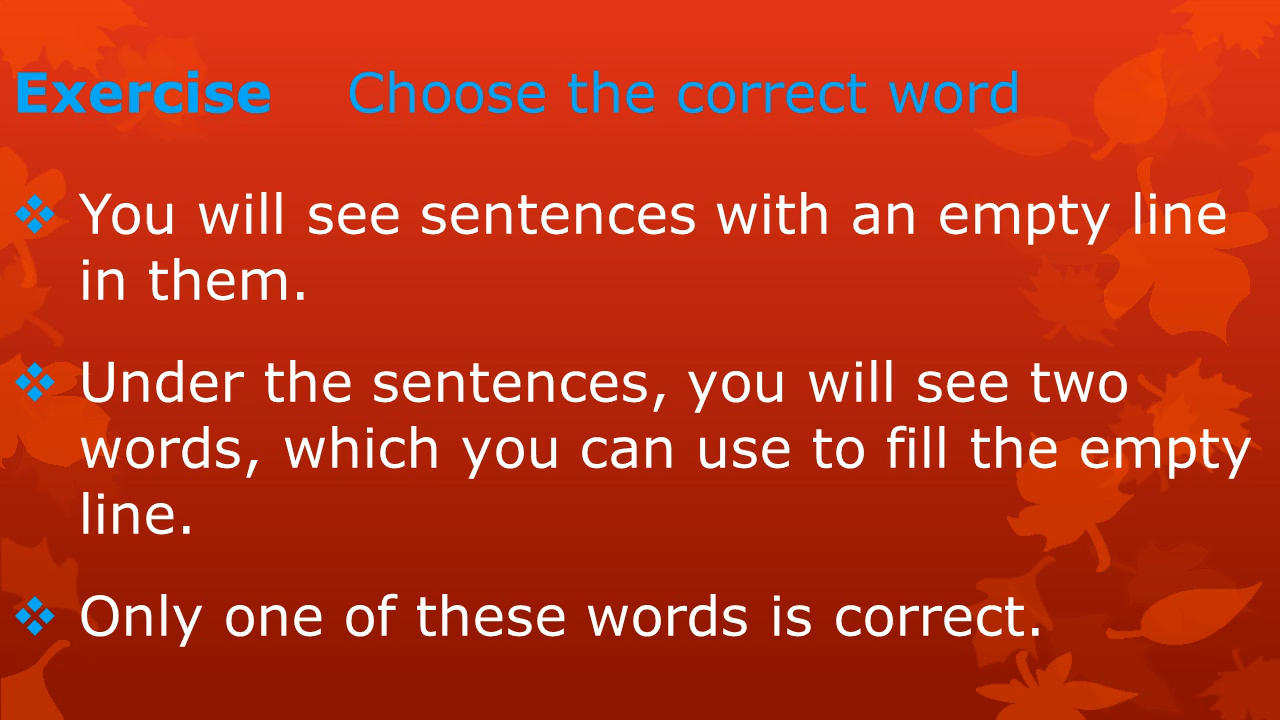 Exercise    Choose the correct word
❖ You will see sentences with an empty line
in them.
❖ Under the sentences, you will see two
words, which you can use to fill the empty
line.
❖ Only one of these words is correct.